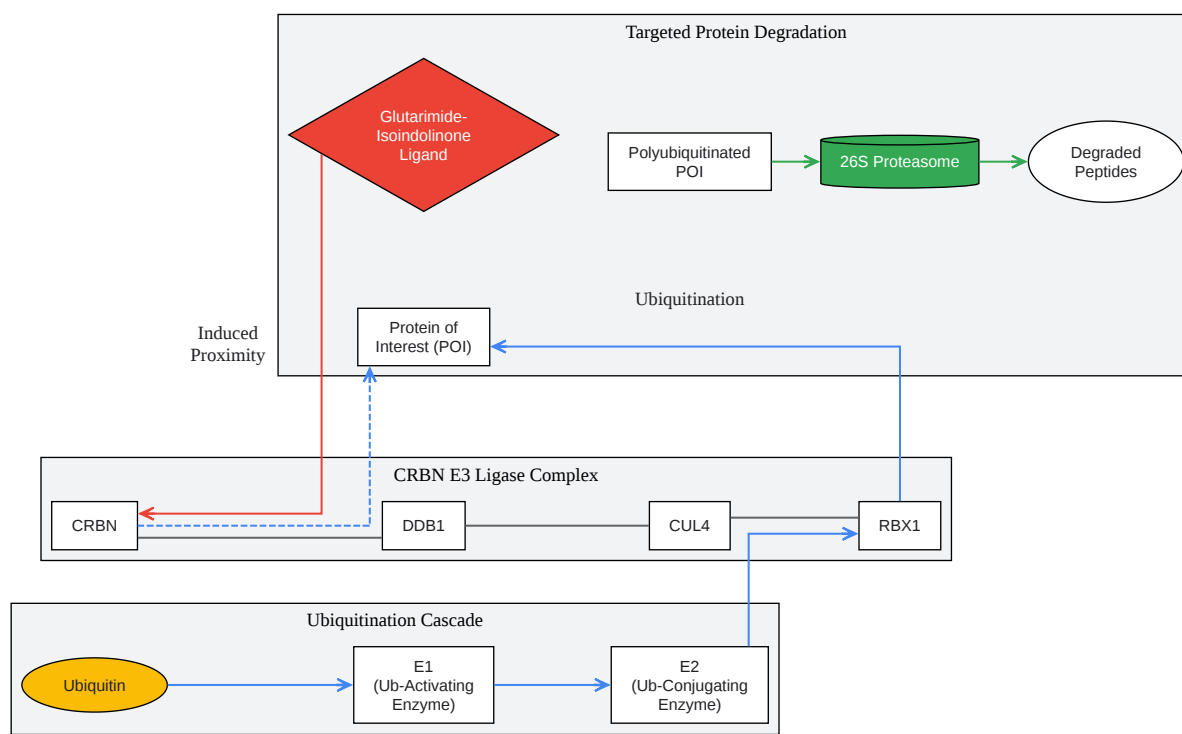 Targeted Protein Degradation
Glutarimide-
Isoindolinone
Ligand
Polyubiquitinated
POI
26S Proteasome
Degraded
Peptides
Ubiquitination
Induced
Proximity
Protein of
Interest (POI)
CRBN E3 Ligase Complex
CRBN
DDB1
CUL4
RBX1
Ubiquitination Cascade
Ubiquitin
E1
(Ub-Activating
Enzyme)
E2
(Ub-Conjugating
Enzyme)